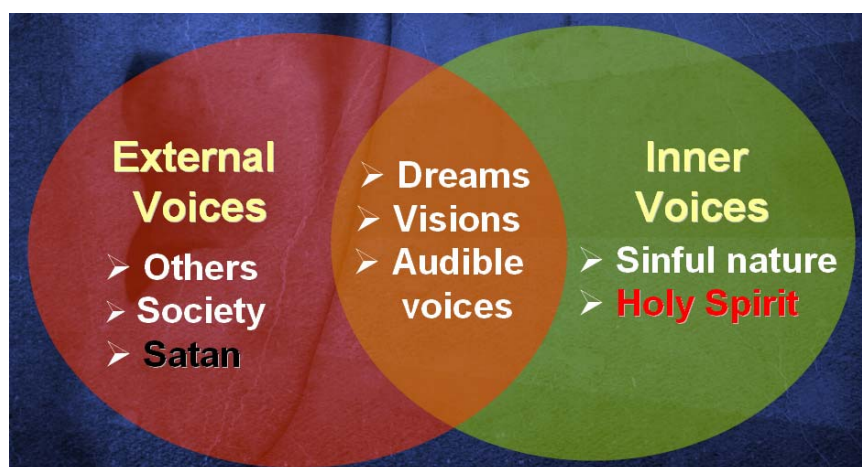 External
Voices
➢ Others
➢ Society
➢ Satan
➢ Dreams
➢ Visions
➢ Audible
voices
Inner
Voices
➢ Sinful nature
➢ Holy Spirit